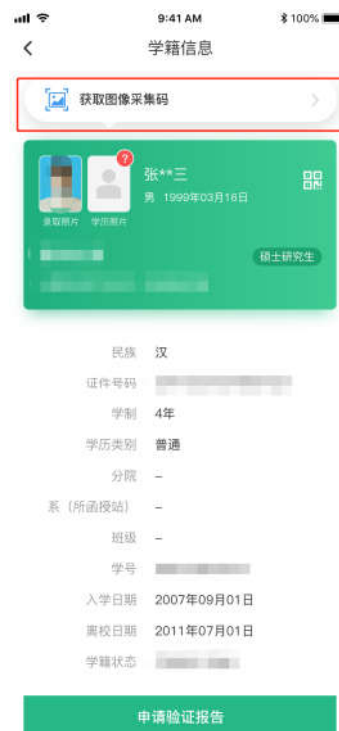 9:41 AM 100%
学籍信息
获取图像采集码
?
张**三
男 1999年03月16日
录取照片 学历照片
硕士研究生
民族 汉
证件号码
学制 4年
学历类别 普通
分院 –
系（所函授站） –
班级 –
学号
入学日期 2007年09月01日
离校日期 2011年07月01日
学籍状态
申请验证报告